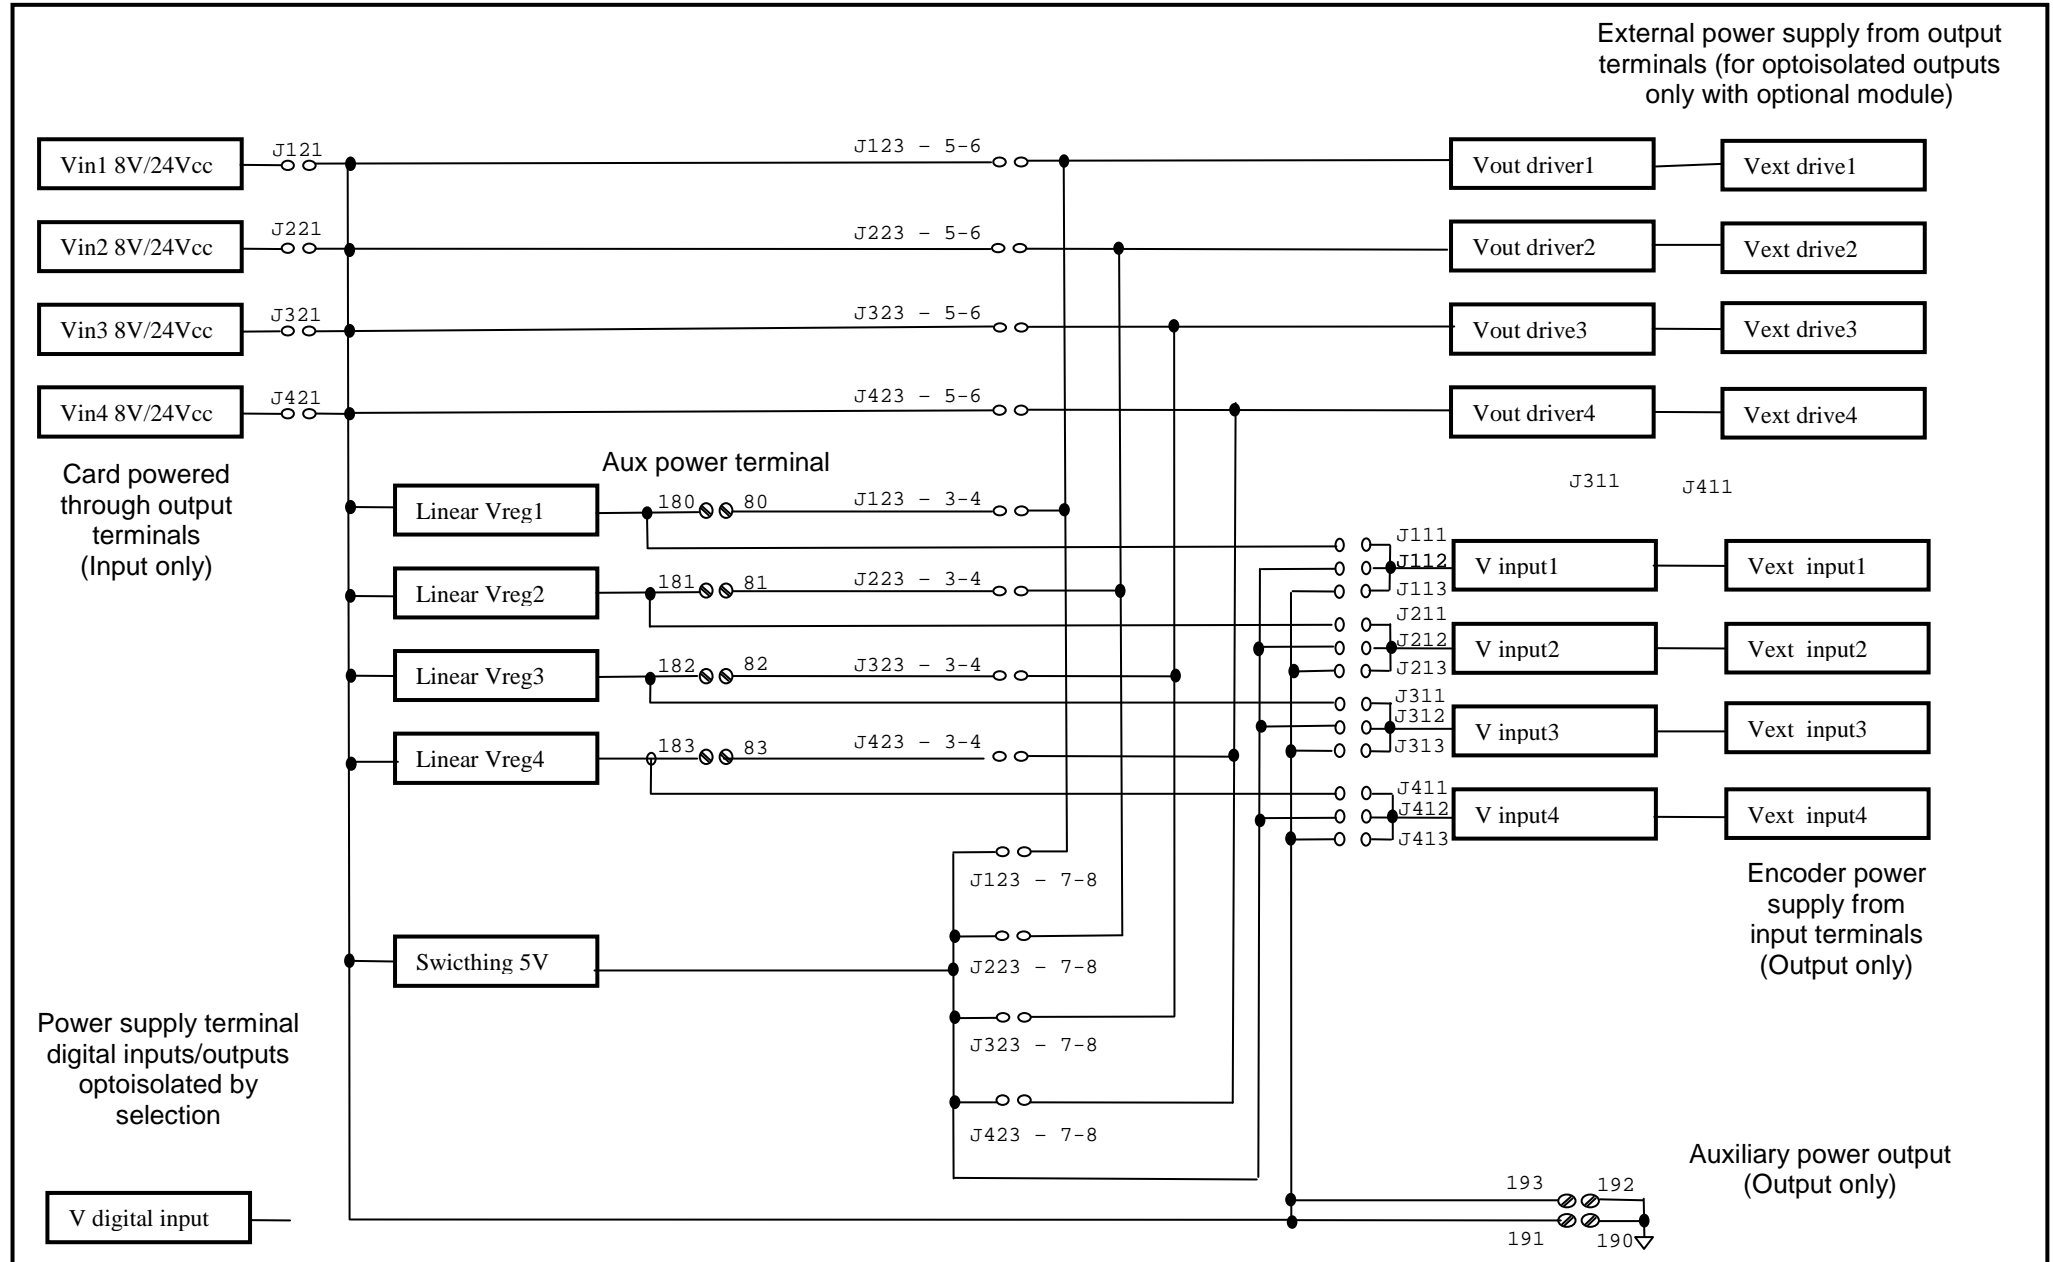 External power supply from output
terminals (for optoisolated outputs
only with optional module)
Vin1 8V/24Vcc
J121
J123 – 5-6
Vout driver1
Vext drive1
Vin2 8V/24Vcc
J221
J223 – 5-6
Vout driver2
Vext drive2
Vin3 8V/24Vcc
J321
J323 – 5-6
Vout drive3
Vext drive3
Vin4 8V/24Vcc
J421
J423 – 5-6
Vout driver4
Vext drive4
Card powered
through output
terminals
(Input only)
Aux power terminal
J311
J411
Linear Vreg1
180
80
J123 – 3-4
J111
J112
J113
V input1
Vext input1
Linear Vreg2
181
81
J223 – 3-4
J211
J212
J213
V input2
Vext input2
Linear Vreg3
182
82
J323 – 3-4
J311
J312
J313
V input3
Vext input3
Linear Vreg4
183
83
J423 – 3-4
J411
J412
J413
V input4
Vext input4
J123 – 7-8
Encoder power
supply from
input terminals
(Output only)
Swicthing 5V
J223 – 7-8
J323 – 7-8
J423 – 7-8
Power supply terminal
digital inputs/outputs
optoisolated by
selection
V digital input
Auxiliary power output
(Output only)
193
192
191
190